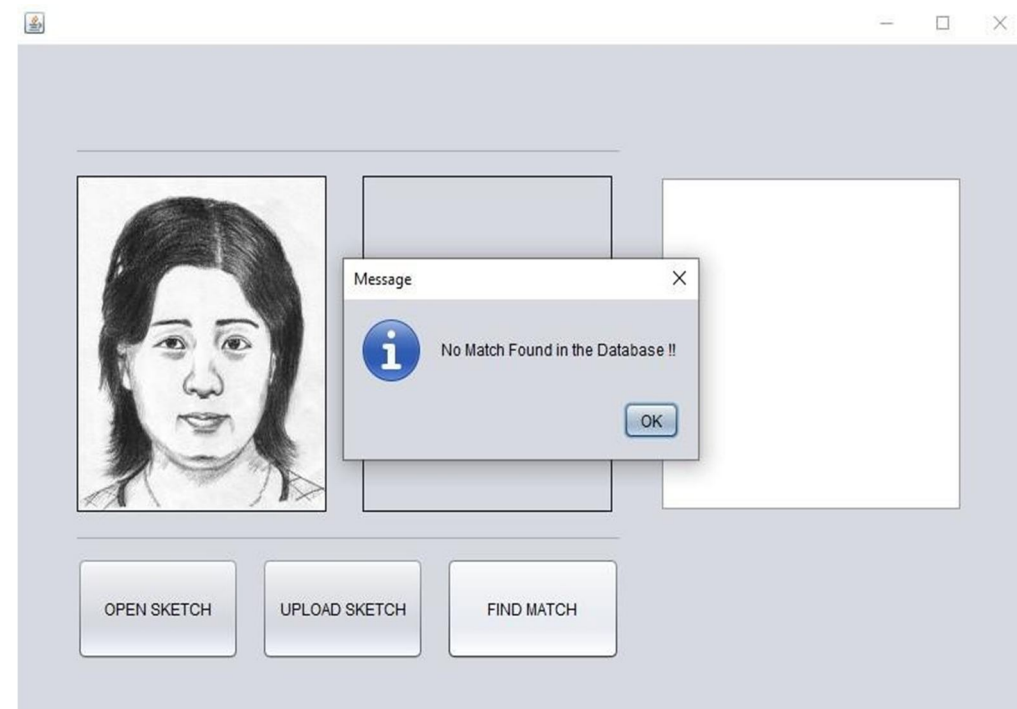 Message
No Match Found in the Database !!
OK
OPEN SKETCH
UPLOAD SKETCH
FIND MATCH